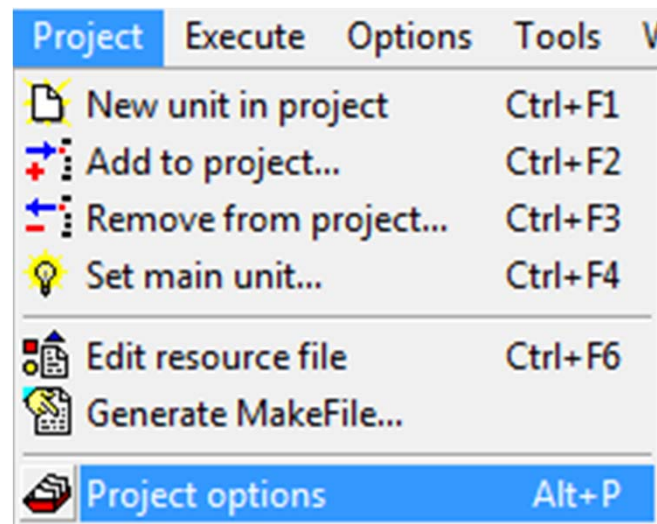 Project Execute Options Tools
New unit in project Ctrl+F1
Add to project... Ctrl+F2
Remove from project... Ctrl+F3
Set main unit... Ctrl+F4
Edit resource file Ctrl+F6
Generate MakeFile...
Project options Alt+P